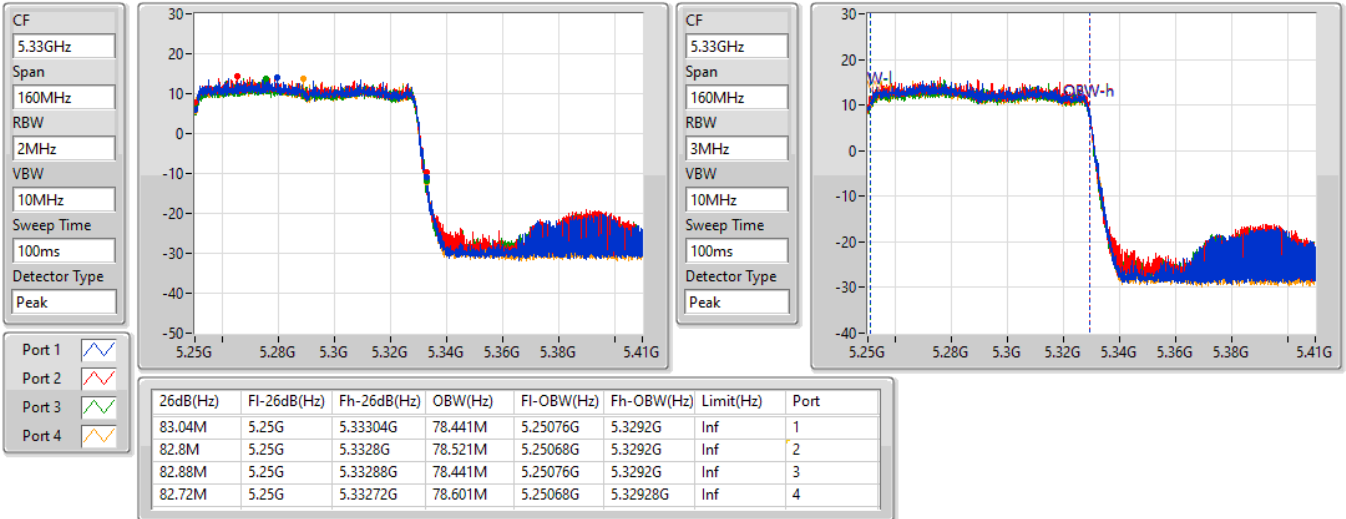 CF
5.33GHz
Span
160MHz
RBW
2MHz
VBW
10MHz
Sweep Time
100ms
Detector Type
Peak
30
20
10
0
-10
-20
-30
-40
-50
5.25G 5.28G 5.3G 5.32G 5.34G 5.36G 5.38G 5.41G
CF
5.33GHz
Span
160MHz
RBW
3MHz
VBW
10MHz
Sweep Time
100ms
Detector Type
Peak
30
20
10
0
-10
-20
-30
-40
W-l
OBW-h
5.25G 5.28G 5.3G 5.32G 5.34G 5.36G 5.38G 5.41G
Port 1
Port 2
Port 3
Port 4
26dB(Hz) Fl-26dB(Hz) Fh-26dB(Hz) OBW(Hz) Fl-OBW(Hz) Fh-OBW(Hz) Limit(Hz) Port
83.04M 5.25G 5.33304G 78.441M 5.25076G 5.3292G Inf 1
82.8M 5.25G 5.3328G 78.521M 5.25068G 5.3292G Inf 2
82.88M 5.25G 5.33288G 78.441M 5.25076G 5.3292G Inf 3
82.72M 5.25G 5.33272G 78.601M 5.25068G 5.32928G Inf 4